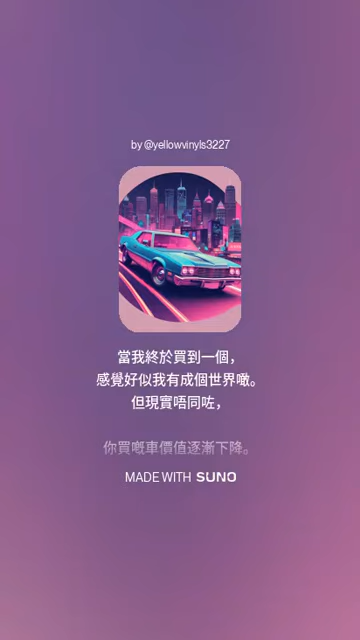 by @yellowvinyls3227
當我終於買到一個，
感覺好似我有成個世界噉。
但現實唔同咗，
你買嘅車價值逐漸下降。
MADE WITH SUNO